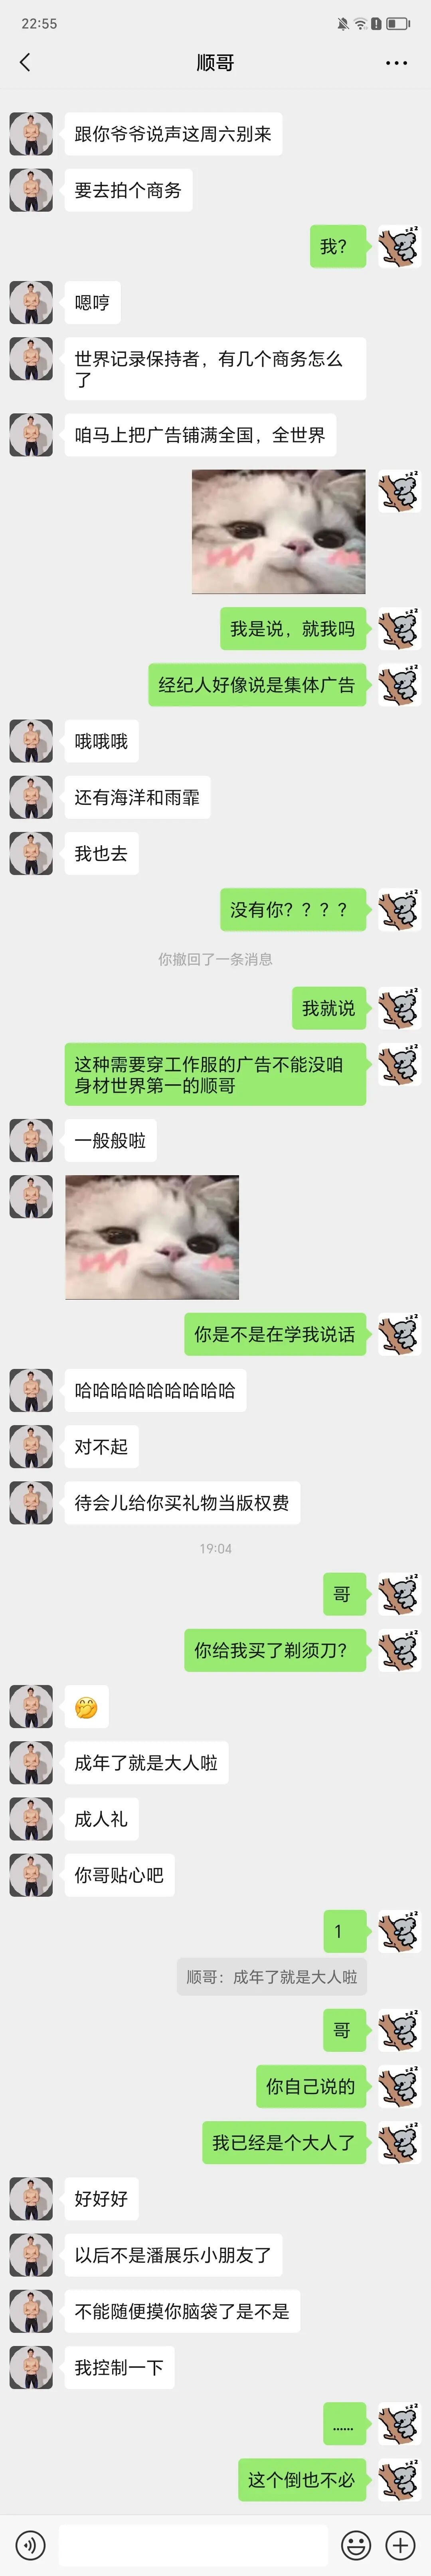 22:55
顺哥
跟你爷爷说声这周六别来
要去拍个商务
我?
嗯哼
世界记录保持者，有几个商务怎么
了
咱马上把广告铺满全国，全世界
我是说，就我吗
经纪人好像说是集体广告
哦哦哦
还有海洋和雨霏
我也去
没有你？？？？
你撤回了一条消息
我就说
这种需要穿工作服的广告不能没咱
身材世界第一的顺哥
一般般啦
你是不是在学我说话
哈哈哈哈哈哈哈哈哈
对不起
待会儿给你买礼物当版权费
19:04
哥
你给我买了剃须刀?
成年了就是大人啦
成人礼
你哥贴心吧
1
顺哥：成年了就是大人啦
哥
你自己说的
我已经是个大人了
好好好
以后不是潘展乐小朋友了
不能随便摸你脑袋了是不是
我控制一下
……
这个倒也不必